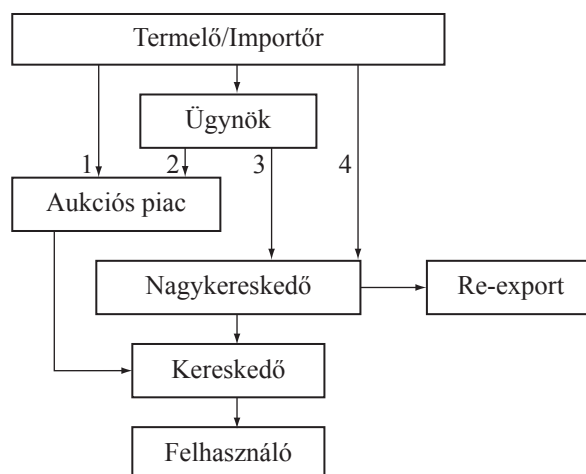 Termelő/Importőr
Ügynök
1
2
3
4
Aukciós piac
Nagykereskedő
Re-export
Kereskedő
Felhasználó